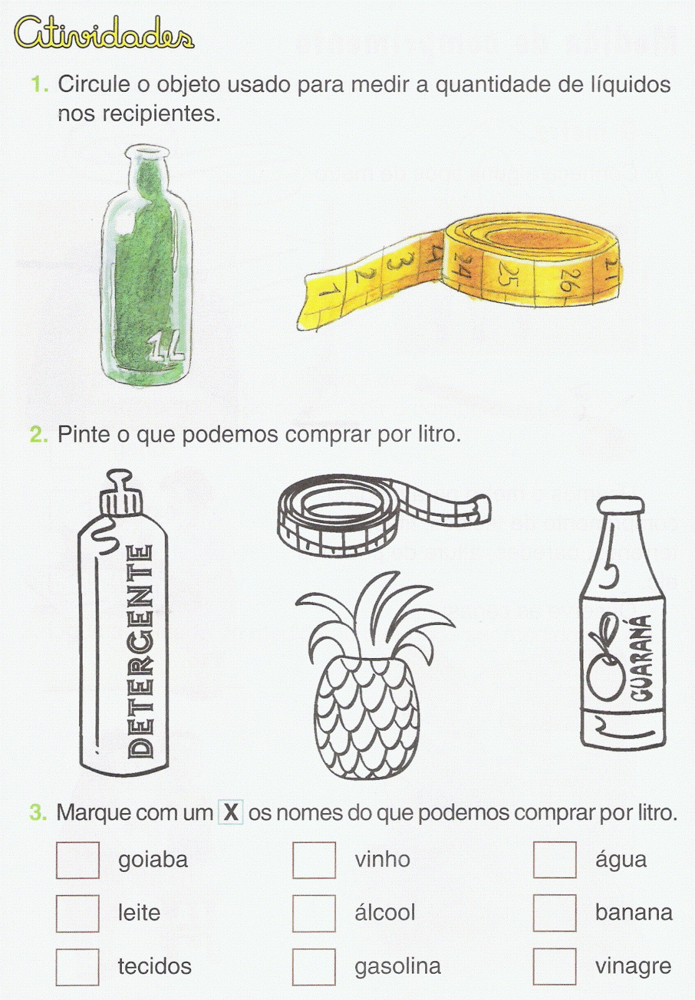 Atividades
1. Circule o objeto usado para medir a quantidade de líquidos
nos recipientes.
1L
1 2 3 4 24 25 26 21
2. Pinte o que podemos comprar por litro.
DETERGENTE
GUARANÁ
3. Marque com um X os nomes do que podemos comprar por litro.
goiaba vinho água
leite álcool banana
tecidos gasolina vinagre